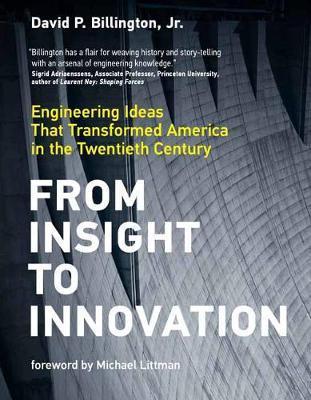 David P. Billington, Jr.
"Billington has a flair for weaving history and story-telling
with an arsenal of engineering knowledge."
Sigrid Adriaenssens, Associate Professor, Princeton University,
author of Laurent Ney: Shaping Forces
Engineering Ideas
That Transformed America
in the Twentieth Century
FROM
INSIGHT
TO
INNOVATION
foreword by Michael Littman